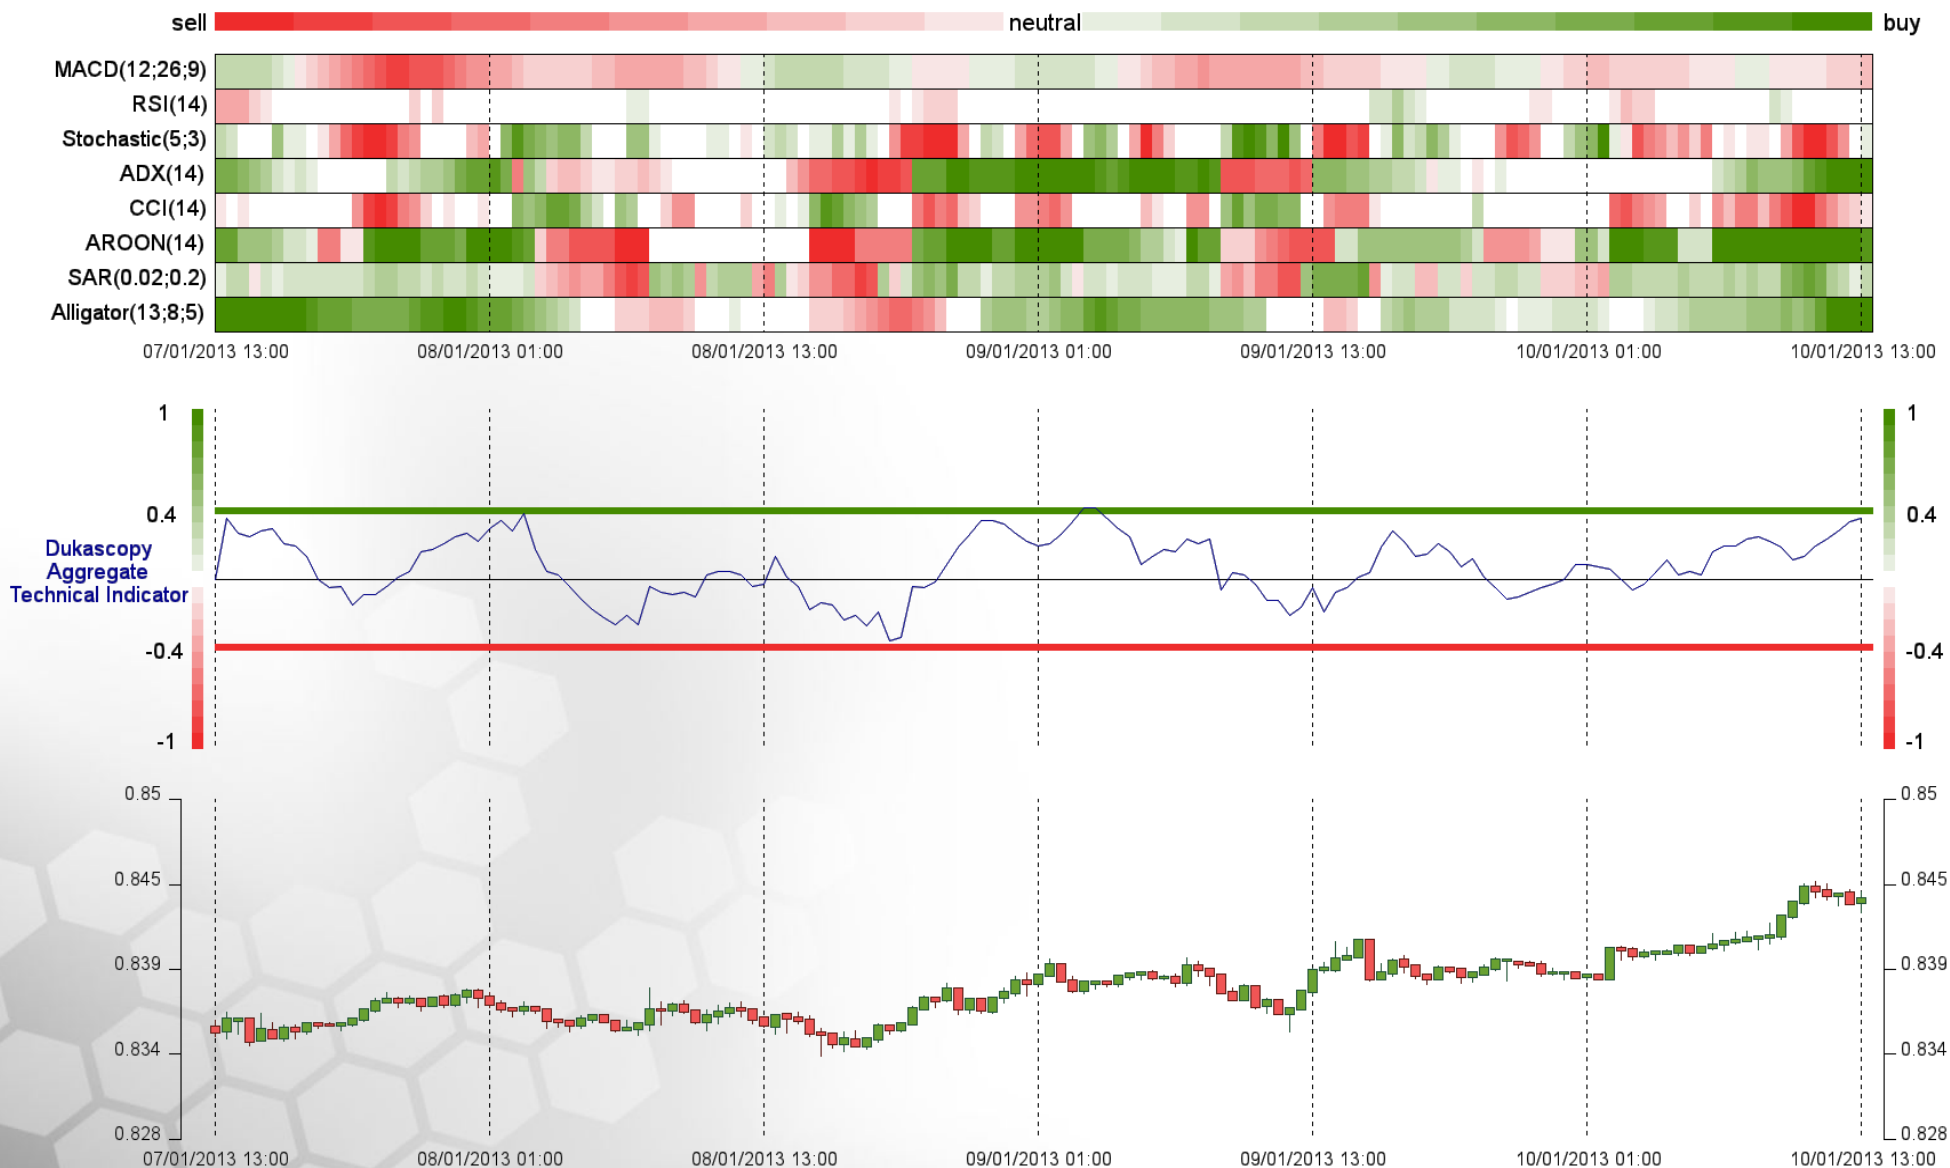 sell neutral buy
MACD(12;26;9)
RSI(14)
Stochastic(5;3)
ADX(14)
CCI(14)
AROON(14)
SAR(0.02;0.2)
Alligator(13;8;5)
07/01/2013 13:00 08/01/2013 01:00 08/01/2013 13:00 09/01/2013 01:00 09/01/2013 13:00 10/01/2013 01:00 10/01/2013 13:00
1 1
0.4 0.4
Dukascopy
Aggregate
Technical Indicator
-0.4 -0.4
-1 -1
0.85 0.85
0.845 0.845
0.839 0.839
0.834 0.834
0.828 0.828
07/01/2013 13:00 08/01/2013 01:00 08/01/2013 13:00 09/01/2013 01:00 09/01/2013 13:00 10/01/2013 01:00 10/01/2013 13:00